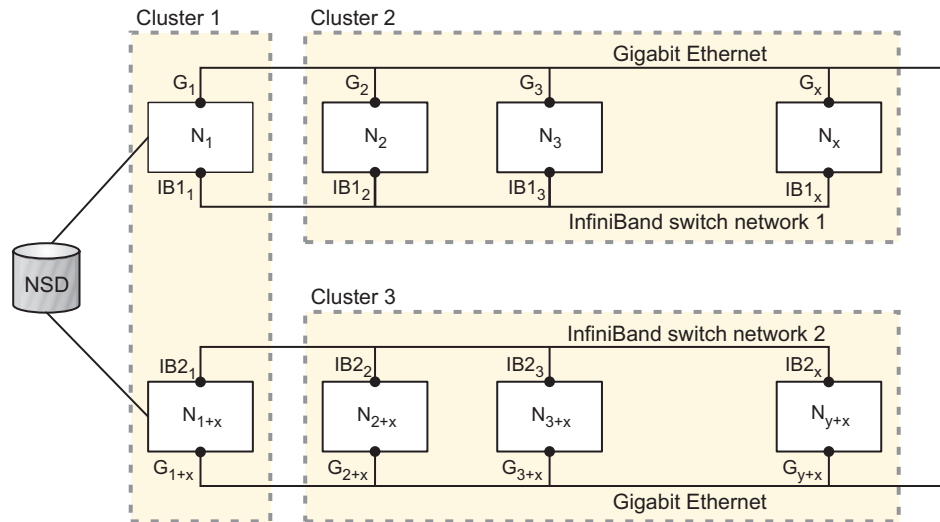 Cluster 1
Cluster 2
Gigabit Ethernet
G1
G2
G3
Gx
N1
N2
N3
Nx
IB11
IB12
IB13
IB1x
InfiniBand switch network 1
NSD
Cluster 3
InfiniBand switch network 2
IB21
IB22
IB23
IB2x
N1+x
N2+x
N3+x
Ny+x
G1+x
G2+x
G3+x
Gy+x
Gigabit Ethernet